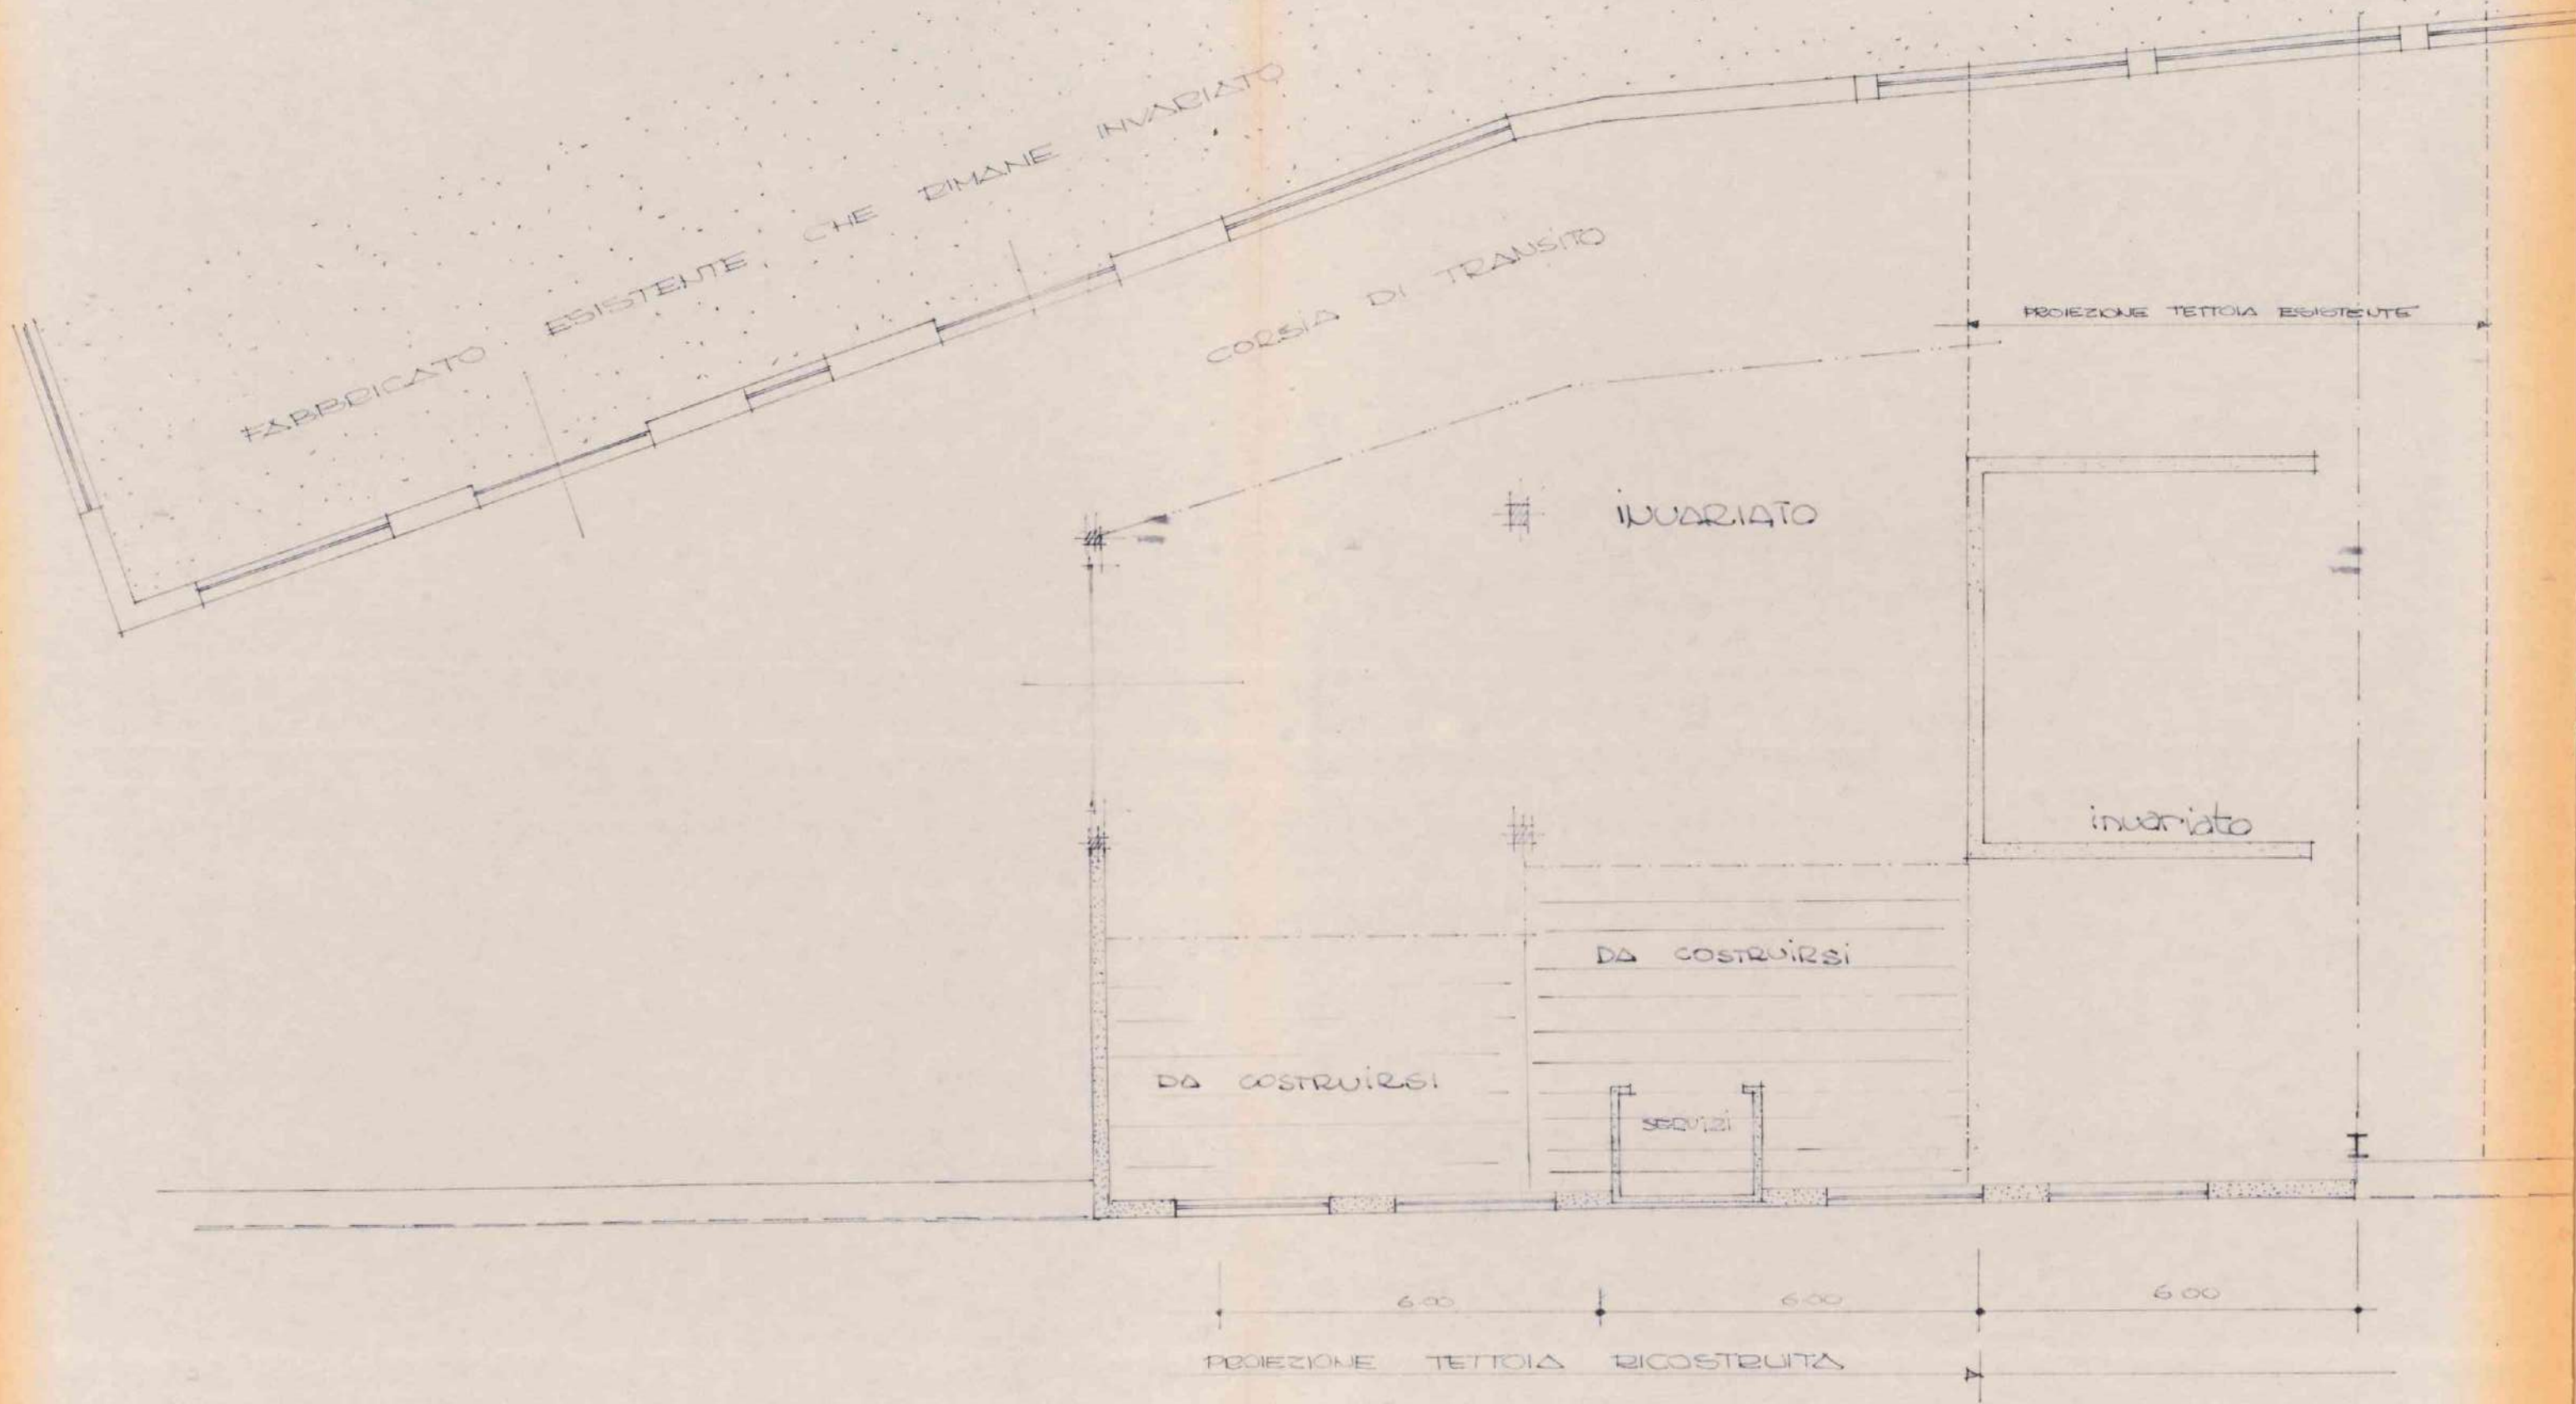 FABBRICATO ESISTENTE CHE RIMANE INVARIATO
CORSIA DI TRANSITO
PROIEZIONE TETTOIA ESISTENTE
INVARIATO
invariato
DA COSTRUIRSI
DA COSTRUIRSI
SERVIZI
6.00 6.00 6.00
PROIEZIONE TETTOIA RICOSTRUITA